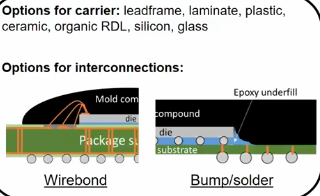 Options for carrier: leadframe, laminate, plastic,
ceramic, organic RDL, silicon, glass
Options for interconnections:
Epoxy underfill
Mold com
compound
die
die
Package su
substrate
Wirebond
Bump/solder